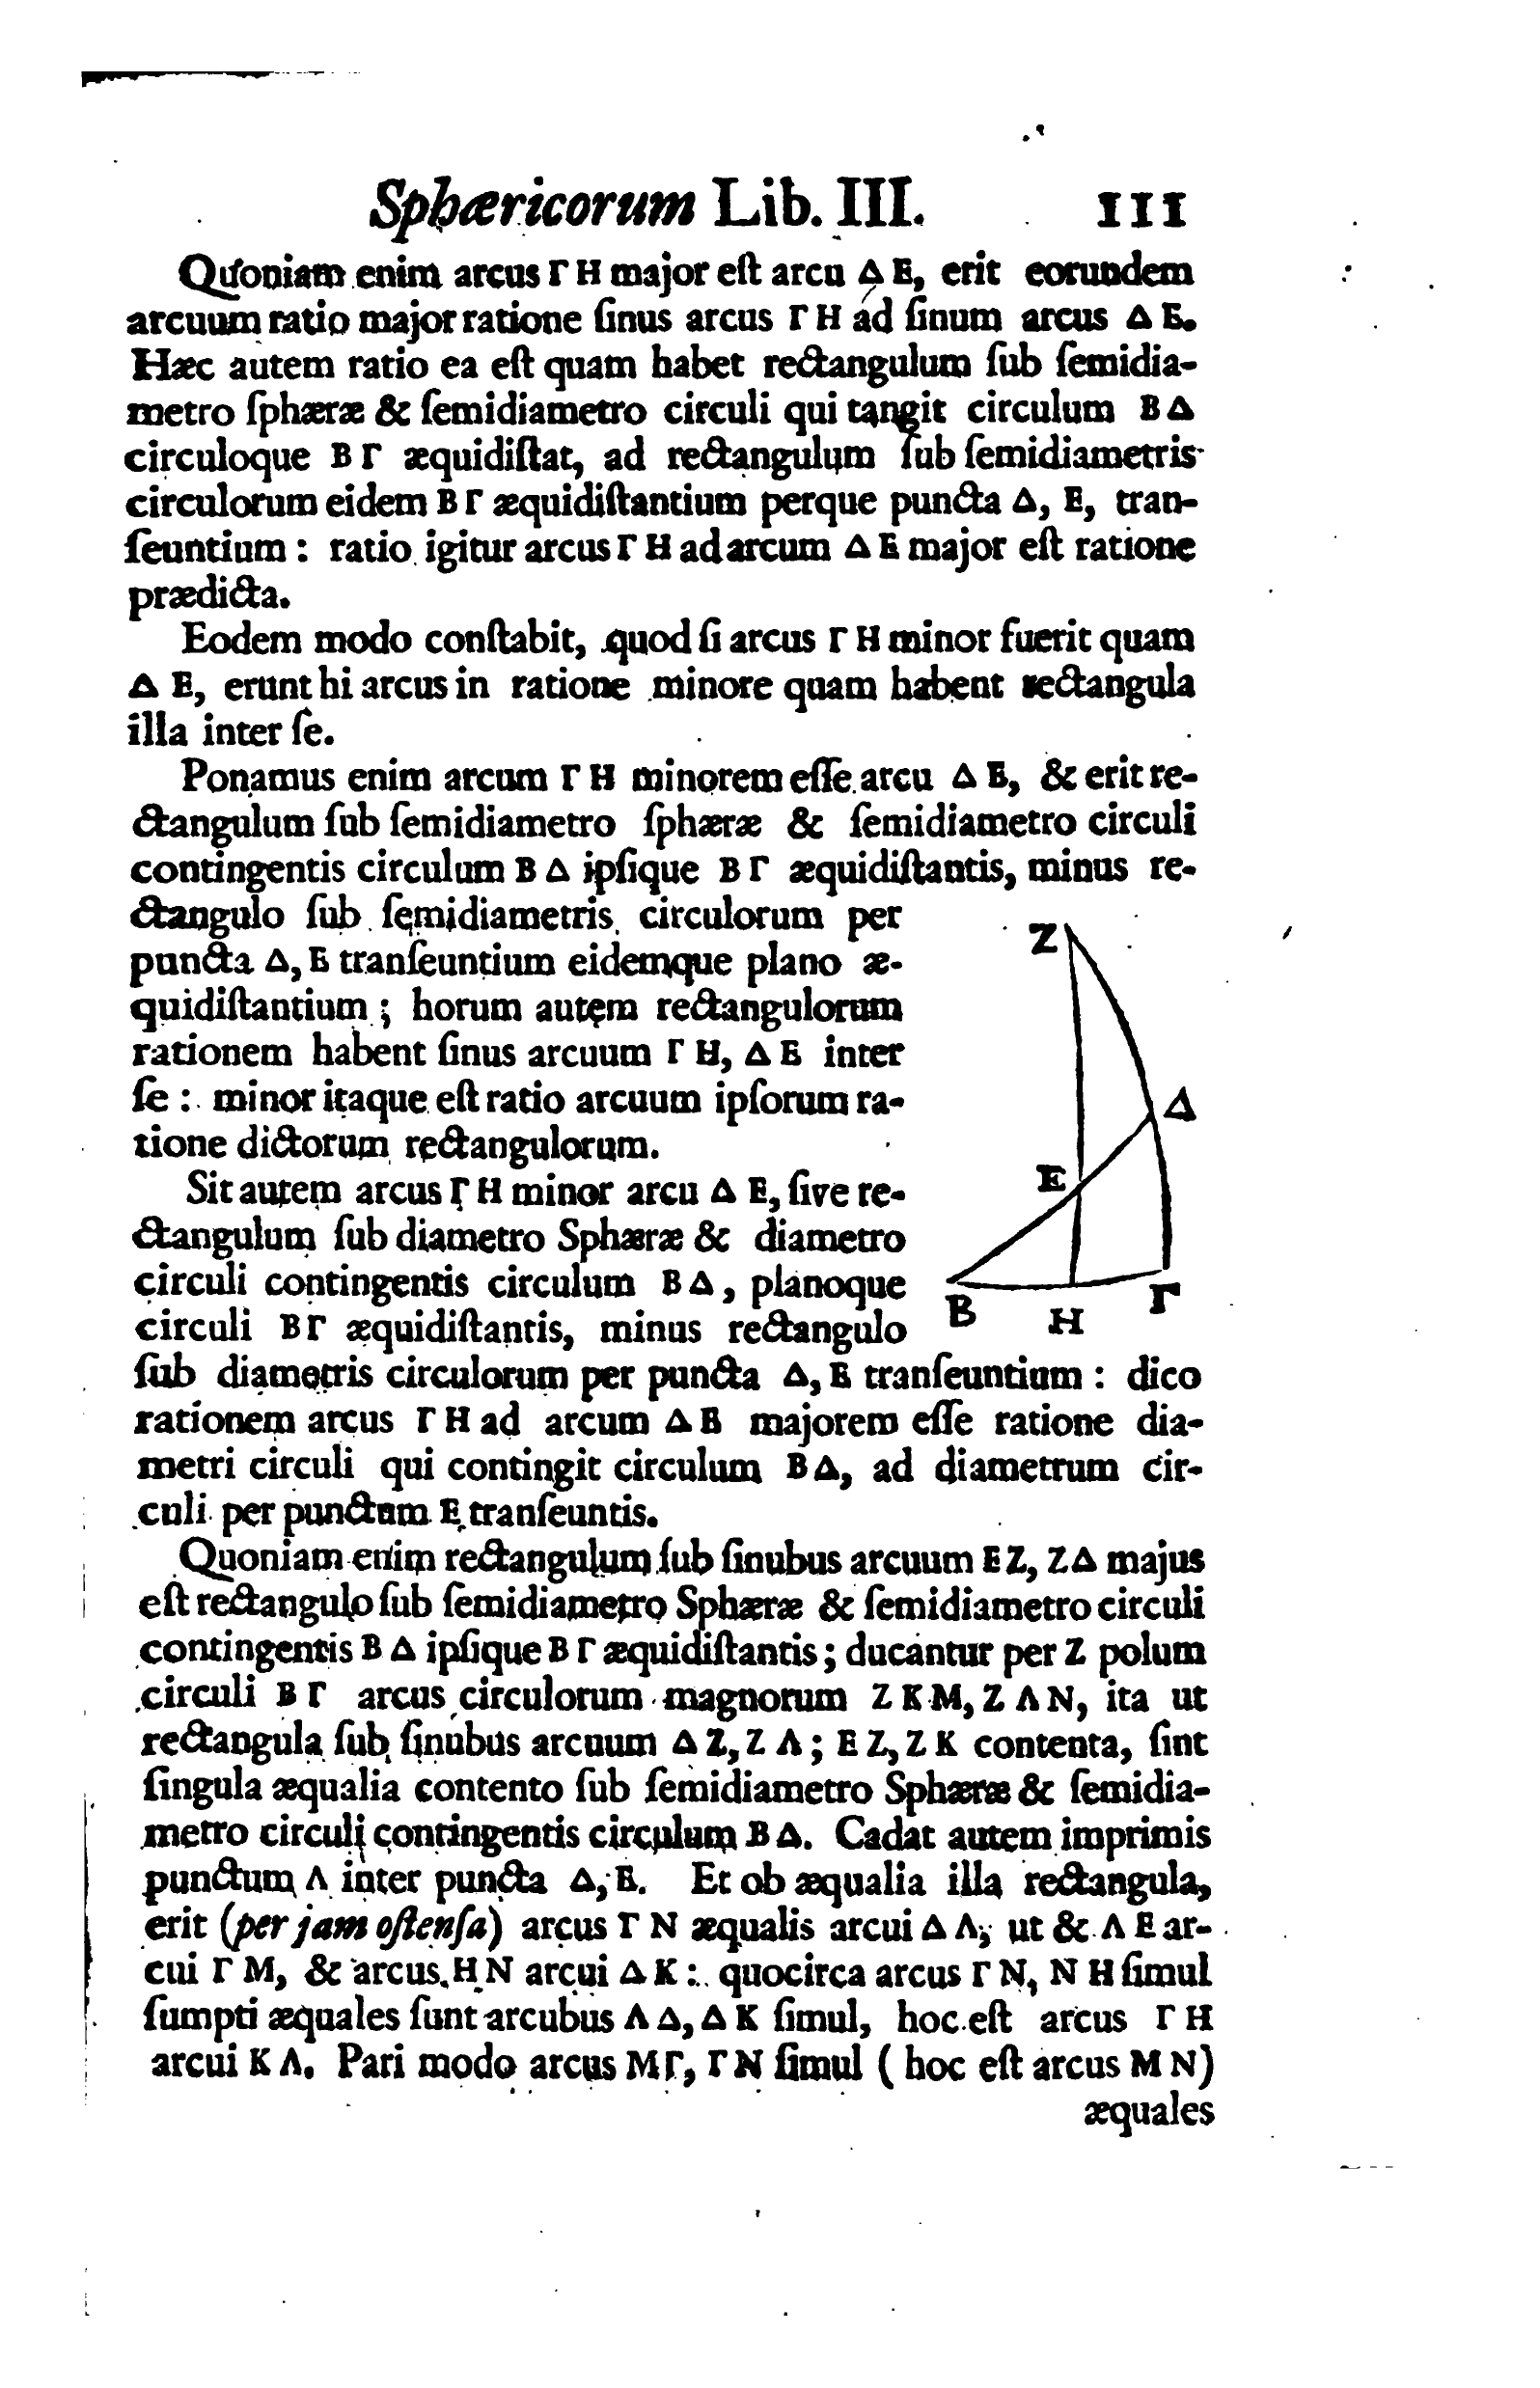 Sphæricorum Lib. III. 111
Quoniam enim arcus Γ Η major eſt arcu Δ Ε, erit eorundem
arcuum ratio major ratione ſinus arcus Γ Η ad ſinum arcus Δ Ε.
Hæc autem ratio ea eſt quam habet rectangulum ſub ſemidia-
metro ſphæræ & ſemidiametro circuli qui tangit circulum Β Δ
circuloque Β Γ æquidiſtat, ad rectangulum ſub ſemidiametris
circulorum eidem Β Γ æquidiſtantium perque puncta Δ, Ε, tran-
ſeuntium : ratio igitur arcus Γ Η ad arcum Δ Ε major eſt ratione
prædicta.
Eodem modo conſtabit, quod ſi arcus Γ Η minor fuerit quam
Δ Ε, erunt hi arcus in ratione minore quam habent rectangula
illa inter ſe.
Ponamus enim arcum Γ Η minorem eſſe arcu Δ Ε, & erit re-
ctangulum ſub ſemidiametro ſphæræ & ſemidiametro circuli
contingentis circulum Β Δ ipſique Β Γ æquidiſtantis, minus re-
ctangulo ſub ſemidiametris circulorum per
puncta Δ, Ε tranſeuntium eidemque plano æ-
quidiſtantium ; horum autem rectangulorum
rationem habent ſinus arcuum Γ Η, Δ Ε inter
ſe : minor itaque eſt ratio arcuum ipſorum ra-
tione dictorum rectangulorum.
Sit autem arcus Γ Η minor arcu Δ Ε, ſive re-
ctangulum ſub diametro Sphæræ & diametro
circuli contingentis circulum Β Δ, planoque
circuli Β Γ æquidiſtantis, minus rectangulo
ſub diametris circulorum per puncta Δ, Ε tranſeuntium : dico
rationem arcus Γ Η ad arcum Δ Ε majorem eſſe ratione dia-
metri circuli qui contingit circulum Β Δ, ad diametrum cir-
culi per punctum Ε tranſeuntis.
Quoniam enim rectangulum ſub ſinubus arcuum Ε Ζ, Ζ Δ majus
eſt rectangulo ſub ſemidiametro Sphæræ & ſemidiametro circuli
contingentis Β Δ ipſique Β Γ æquidiſtantis ; ducantur per Ζ polum
circuli Β Γ arcus circulorum magnorum Ζ Κ Μ, Ζ Λ Ν, ita ut
rectangula ſub ſinubus arcuum Δ Ζ, Ζ Λ ; Ε Ζ, Ζ Κ contenta, ſint
ſingula æqualia contento ſub ſemidiametro Sphæræ & ſemidia-
metro circuli contingentis circulum Β Δ. Cadat autem imprimis
punctum Λ inter puncta Δ, Ε. Et ob æqualia illa rectangula,
erit (per jam oſtenſa) arcus Γ Ν æqualis arcui Δ Λ, ut & Λ Ε ar-
cui Γ Μ, & arcus Η Ν arcui Δ Κ : quocirca arcus Γ Ν, Ν Η ſimul
ſumpti æquales ſunt arcubus Λ Δ, Δ Κ ſimul, hoc eſt arcus Γ Η
arcui Κ Λ. Pari modo arcus Μ Γ, Γ Ν ſimul ( hoc eſt arcus Μ Ν)
æquales
Ζ
Δ
Ε
Β
Η
Γ